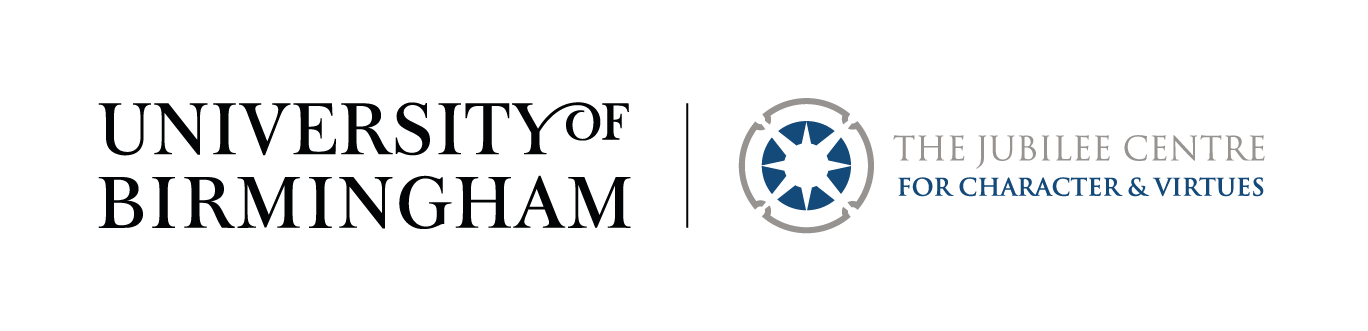 UNIVERSITY OF
BIRMINGHAM
THE JUBILEE CENTRE
FOR CHARACTER & VIRTUES